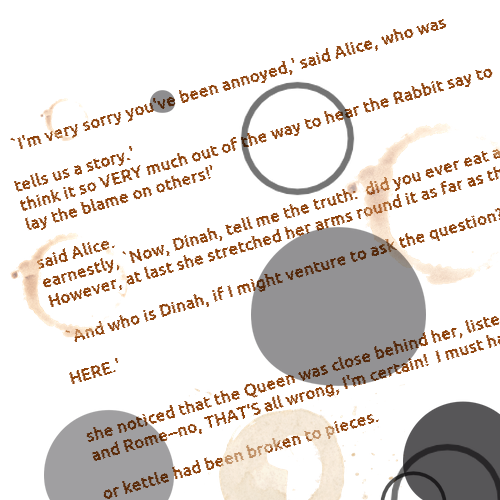 `I'm very sorry you've been annoyed,' said Alice, who was
tells us a story.'
think it so VERY much out of the way to hear the Rabbit say to
lay the blame on others!'
said Alice.
earnestly, `Now, Dinah, tell me the truth: did you ever eat a
However, at last she stretched her arms round it as far as
`And who is Dinah, if I might venture to ask the question?
HERE.'
she noticed that the Queen was close behind her,
and Rome--no, THAT'S all wrong, I'm certain! I must
or kettle had been broken to pieces.